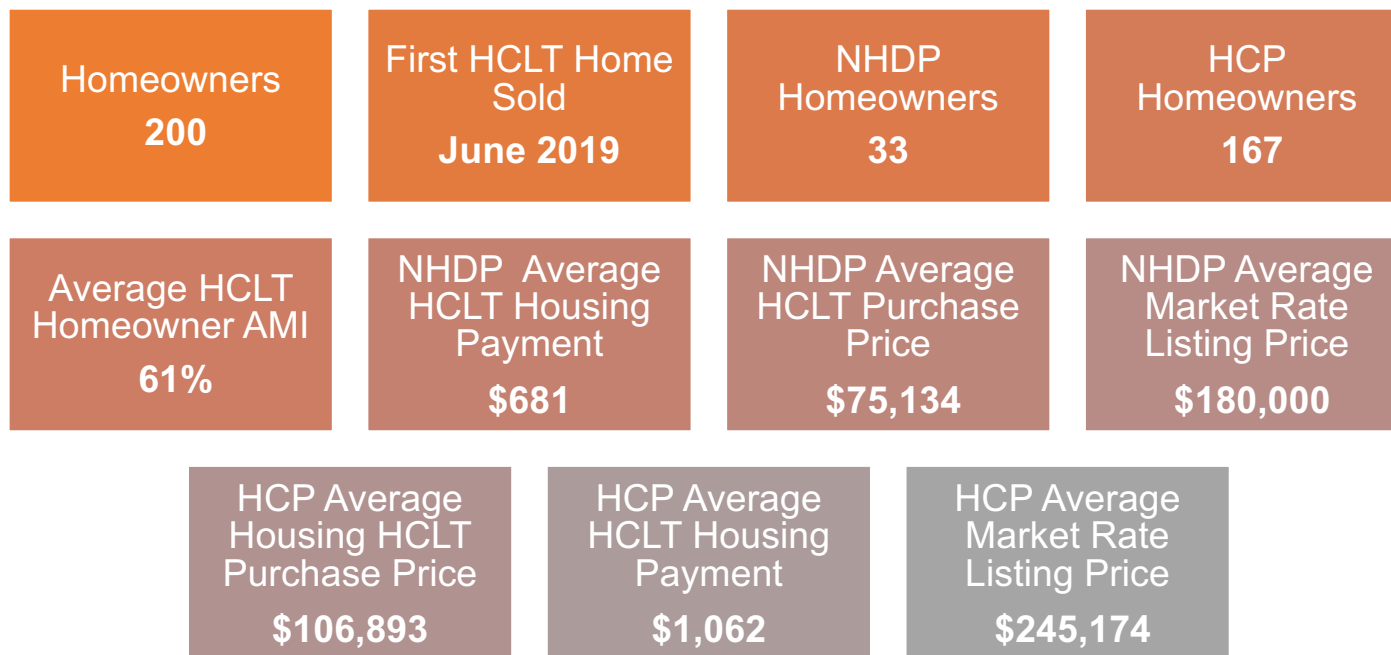 Homeowners
200
First HCLT Home
Sold
June 2019
NHDP
Homeowners
33
HCP
Homeowners
167
Average HCLT
Homeowner AMI
61%
NHDP Average
HCLT Housing
Payment
$681
NHDP Average
HCLT Purchase
Price
$75,134
NHDP Average
Market Rate
Listing Price
$180,000
HCP Average
Housing HCLT
Purchase Price
$106,893
HCP Average
HCLT Housing
Payment
$1,062
HCP Average
Market Rate
Listing Price
$245,174